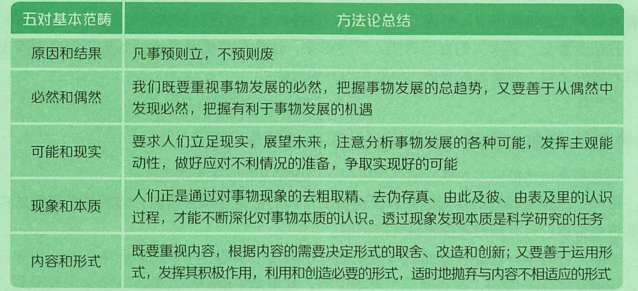 五对基本范畴 方法论总结
原因和结果 凡事预则立，不预则废
必然和偶然 我们既要重视事物发展的必然，把握事物发展的总趋势，又要善于从偶然中
发现必然，把握有利于事物发展的机遇
可能和现实 要求人们立足现实，展望未来，注意分析事物发展的各种可能，发挥主观能
动性，做好应对不利情况的准备，争取实现好的可能
现象和本质 人们正是通过对事物现象的去粗取精、去伪存真、由此及彼、由表及里的认识
过程，才能不断深化对事物本质的认识。透过现象发现本质是科学研究的任务
内容和形式 既要重视内容，根据内容的需要决定形式的取舍、改造和创新；又要善于运用形
式，发挥其积极作用，利用和创造必要的形式，适时地抛弃与内容不相适应的形式